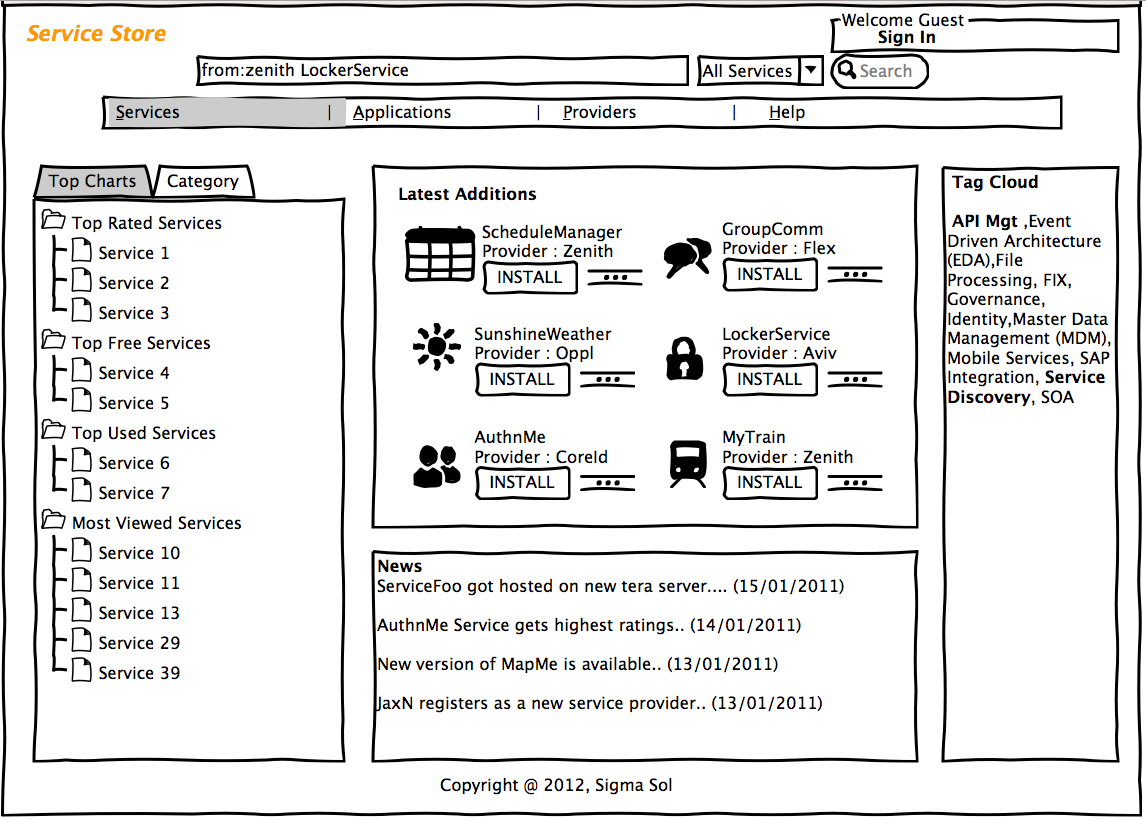 Service Store
Welcome Guest
Sign In
from:zenith LockerService
All Services
Search
Services | Applications | Providers | Help
Top Charts
Category
Top Rated Services
Service 1
Service 2
Service 3
Top Free Services
Service 4
Service 5
Top Used Services
Service 6
Service 7
Most Viewed Services
Service 10
Service 11
Service 13
Service 29
Service 39
Latest Additions
ScheduleManager
Provider : Zenith
INSTALL
...
GroupComm
Provider : Flex
INSTALL
...
SunshineWeather
Provider : Oppl
INSTALL
...
LockerService
Provider : Aviv
INSTALL
...
AuthnMe
Provider : CoreId
INSTALL
...
MyTrain
Provider : Zenith
INSTALL
...
News
ServiceFoo got hosted on new tera server.... (15/01/2011)
AuthnMe Service gets highest ratings.. (14/01/2011)
New version of MapMe is available.. (13/01/2011)
JaxN registers as a new service provider.. (13/01/2011)
Tag Cloud
API Mgt ,Event
Driven Architecture
(EDA),File
Processing, FIX,
Governance,
Identity,Master Data
Management (MDM),
Mobile Services, SAP
Integration, Service
Discovery, SOA
Copyright @ 2012, Sigma Sol